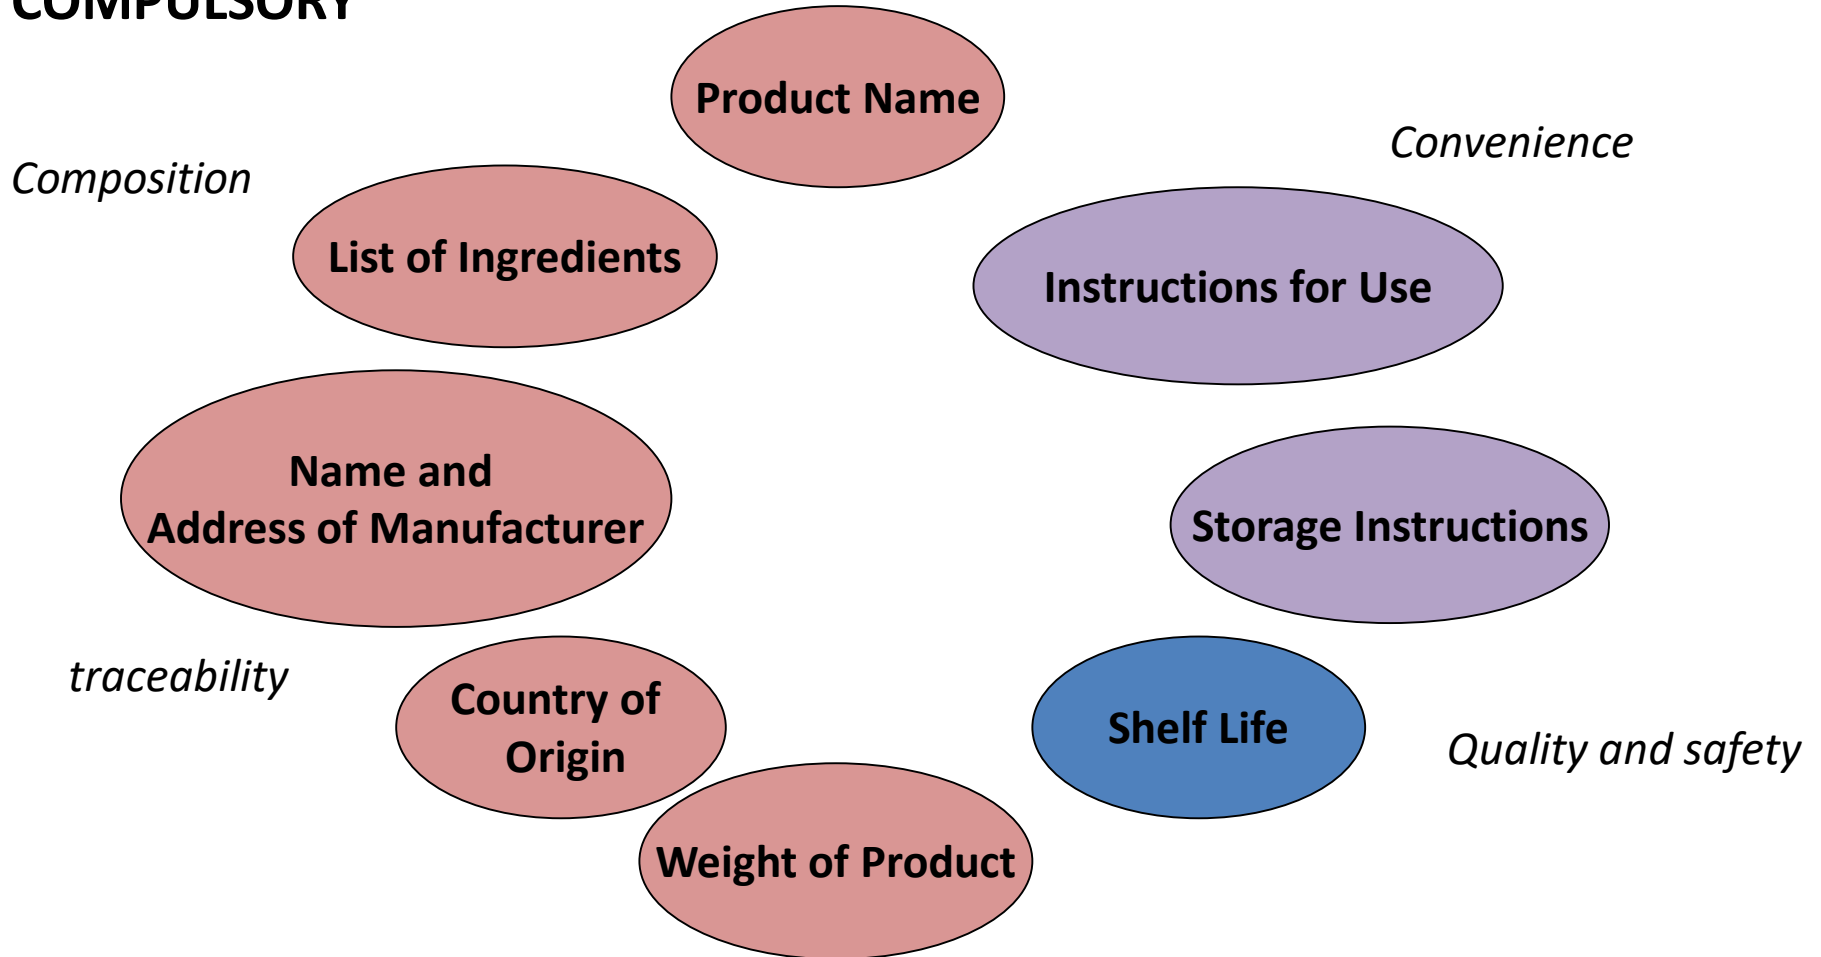 COMPULSORY
Product Name
Convenience
Composition
List of Ingredients
Instructions for Use
Name and
Address of Manufacturer
Storage Instructions
traceability
Country of
Origin
Shelf Life
Quality and safety
Weight of Product